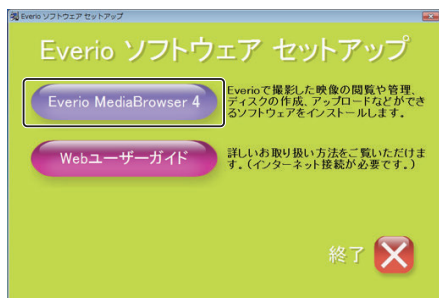 Everio ソフトウェア セットアップ
Everio ソフトウェア セットアップ
Everio MediaBrowser 4
Everioで撮影した映像の閲覧や管理、
ディスクの作成、アップロードなどができ
るソフトウェアをインストールします。
Webユーザーガイド
詳しいお取り扱い方法をご覧いただけま
す。(インターネット接続が必要です。)
終了